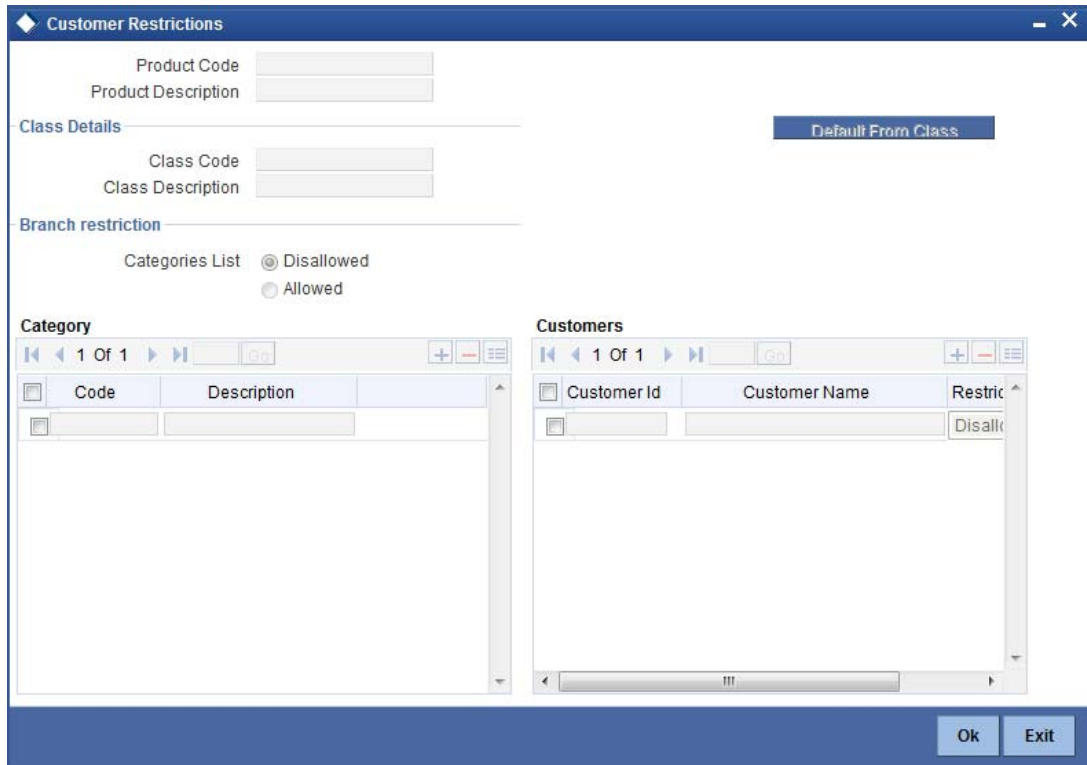 Customer Restrictions
Product Code
Product Description
Class Details
Default From Class
Class Code
Class Description
Branch restriction
Categories List Disallowed
Allowed
Category
1 Of 1 Go
Code Description
Customers
1 Of 1 Go
Customer Id Customer Name Restric
Disallo
Ok Exit